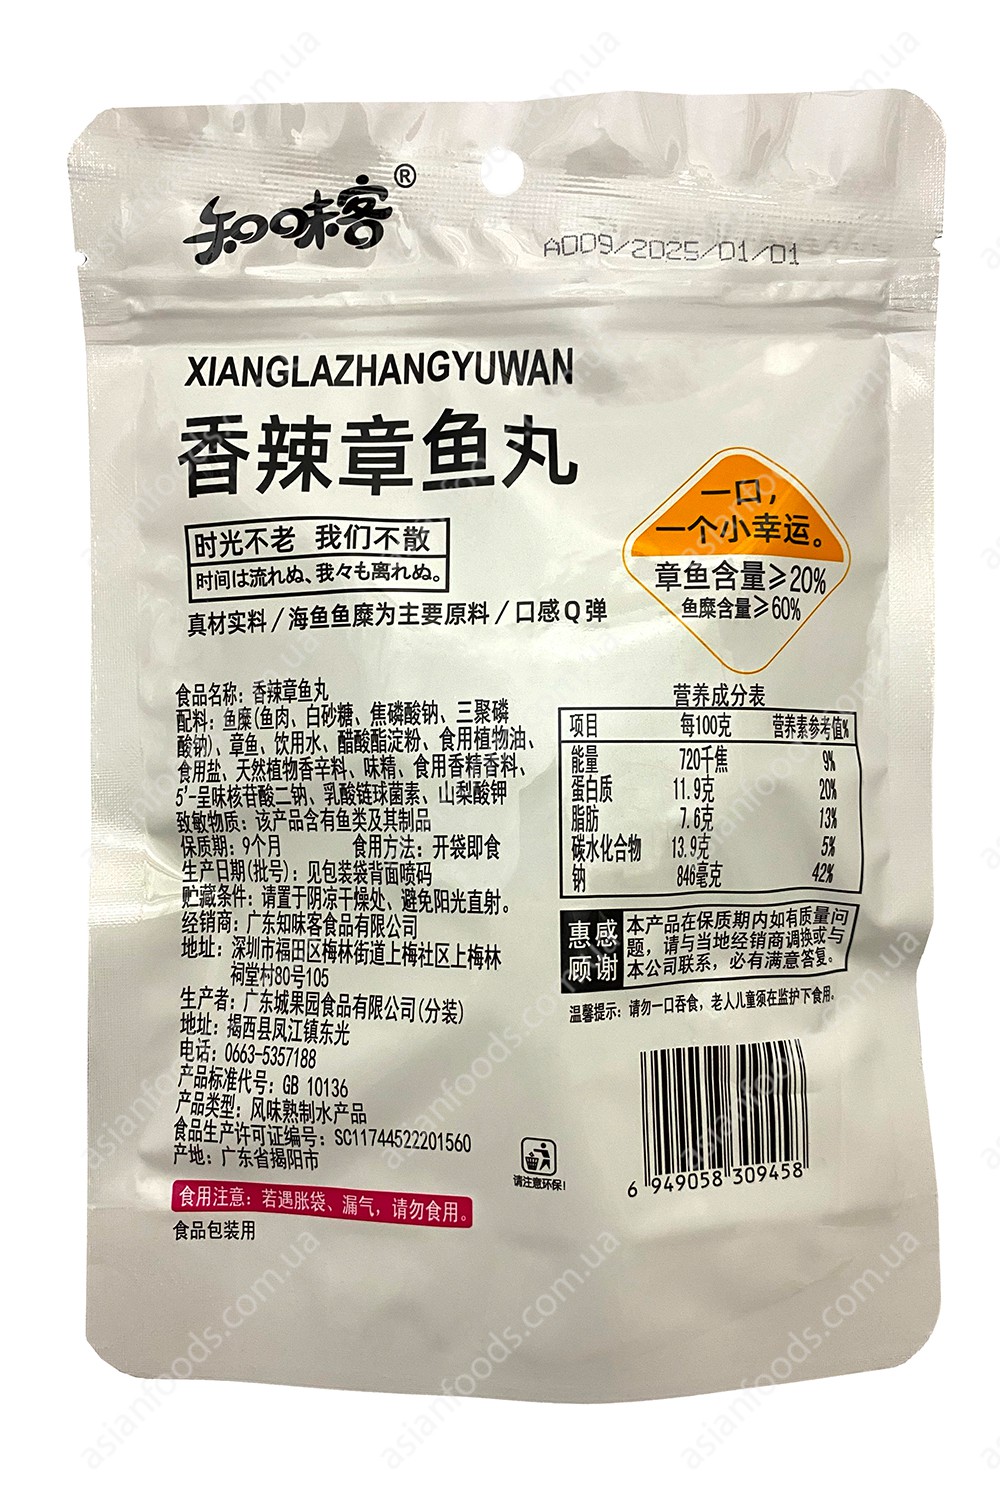 知味客®
A009/2025/01/01
XIANGLAZHANGYUWAN
香辣章鱼丸
时光不老 我们不散
时间は流れぬ、我々も离れぬ。
真材实料 / 海鱼鱼糜为主要原料 / 口感Q弹
一口，
一个小幸运。
章鱼含量≥20%
鱼糜含量≥60%
食品名称：香辣章鱼丸
配料：鱼糜(鱼肉、白砂糖、焦磷酸钠、三聚磷
酸钠)、章鱼、饮用水、醋酸酯淀粉、食用植物油、
食用盐、天然植物香辛料、味精、食用香精香料、
5'-呈味核苷酸二钠、乳酸链球菌素、山梨酸钾
致敏物质：该产品含有鱼类及其制品
保质期：9个月 食用方法：开袋即食
生产日期(批号)：见包装袋背面喷码
贮藏条件：请置于阴凉干燥处、避免阳光直射。
经销商：广东知味客食品有限公司
地址：深圳市福田区梅林街道上梅社区上梅林
祠堂村80号105
生产者：广东城果园食品有限公司(分装)
地址：揭西县凤江镇东光
电话：0663-5357188
产品标准代号：GB 10136
产品类型：风味熟制水产品
食品生产许可证编号：SC11744522201560
产地：广东省揭阳市
食用注意：若遇胀袋、漏气，请勿食用。
食品包装用
营养成分表
项目 每100克 营养素参考值%
能量 720千焦 9%
蛋白质 11.9克 20%
脂肪 7.6克 13%
碳水化合物 13.9克 5%
钠 846毫克 42%
惠感
顾谢
本产品在保质期内如有质量问
题，请与当地经销商调换或与
本公司联系，必有满意答复。
温馨提示：请勿一口吞食，老人儿童须在监护下食用。
请注意环保!
6 949058 309458
asianfoods.com.ua